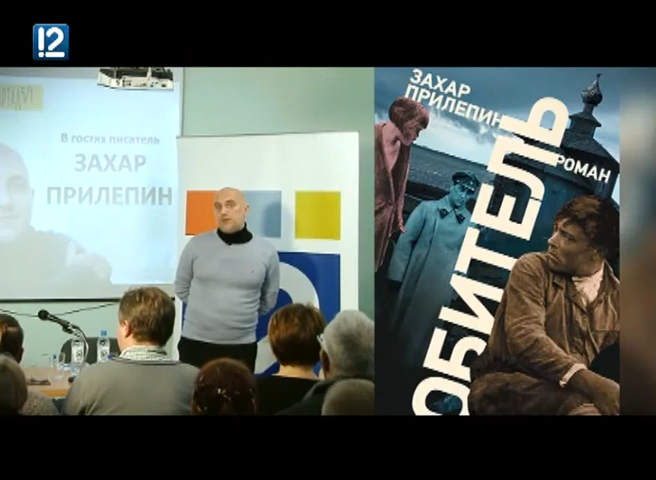 12
В гостях писатель
ЗАХАР
ПРИЛЕПИН
ЗАХАР
ПРИЛЕПИН
ОБИТЕЛЬ
РОМАН